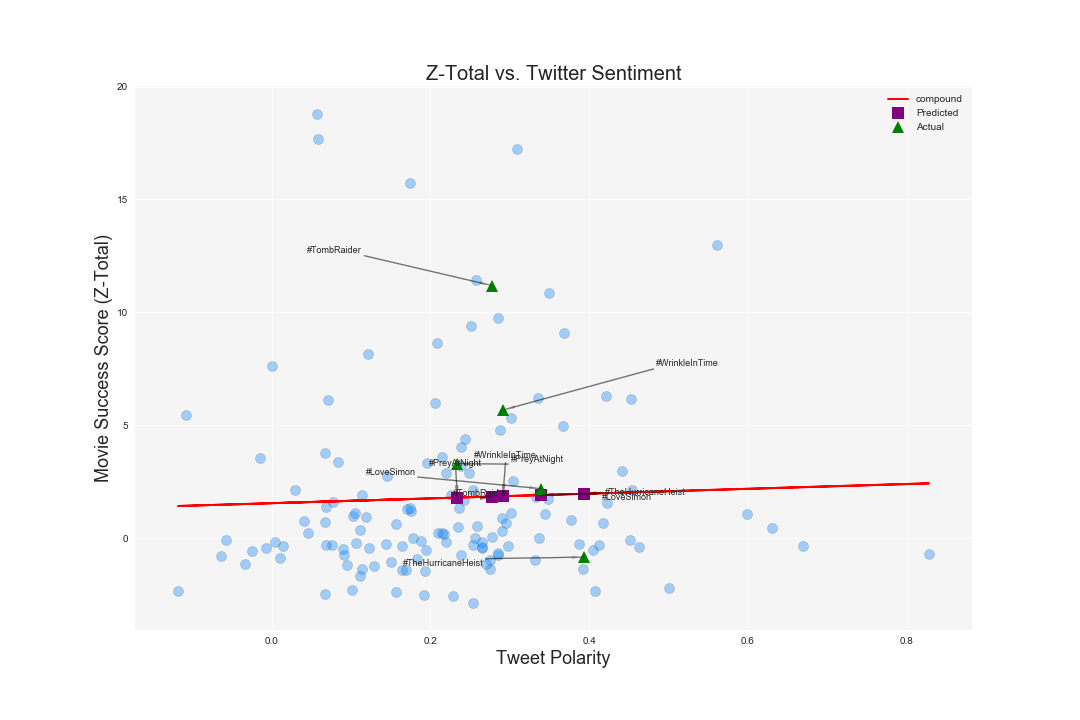 Z-Total vs. Twitter Sentiment
20
15
10
5
0
Movie Success Score (Z-Total)
compound
Predicted
Actual
#TombRaider
#WrinkleInTime
#WrinkleInTime
#PreyAtNight
#PreyAtNight
#LoveSimon
#TombRaider
#TheHurricaneHeist
#LoveSimon
#TheHurricaneHeist
0.0
0.2
0.4
0.6
0.8
Tweet Polarity